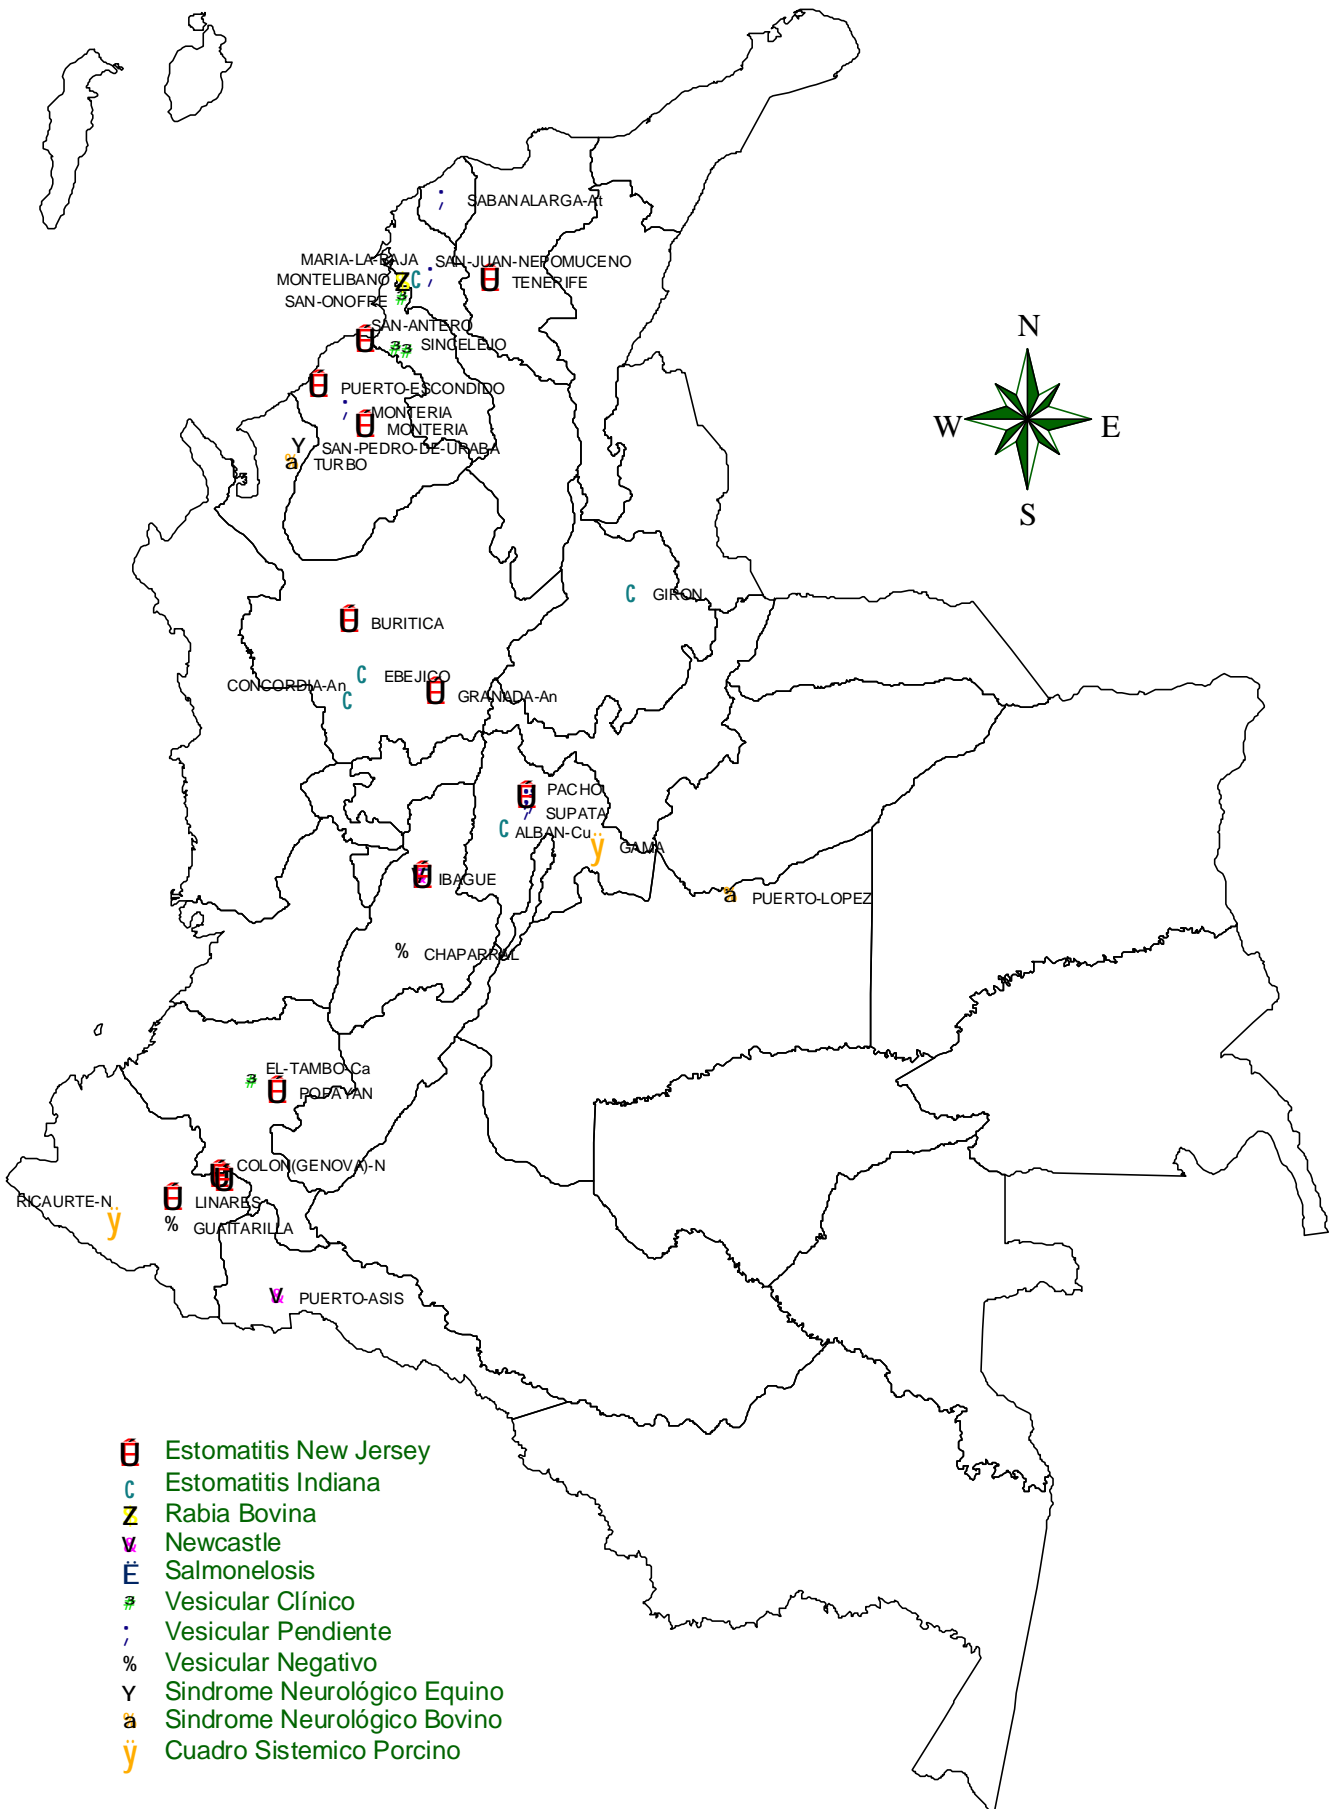 SABANALARGA-At
MARIA-LA-BAJA
SAN-JUAN-NEPOMUCENO
MONTELIBANO
TENERIFE
SAN-ONOFRE
SAN-ANTERO
SINCELEJO
PUERTO-ESCONDIDO
MONTERIA
MONTERIA
SAN-PEDRO-DE-URABA
TURBO
N
W
E
S
GIRON
BURITICA
EBEJICO
CONCORDIA-An
GRANADA-An
PACHO
SUPATA
ALBAN-Cu
GAMA
IBAGUE
PUERTO-LOPEZ
CHAPARRAL
EL-TAMBO-Ca
POPAYAN
COLON(GENOVA)-N
RICAURTE-N
LINARES
GUAITARILLA
PUERTO-ASIS
Estomatitis New Jersey
Estomatitis Indiana
Rabia Bovina
Newcastle
Salmonelosis
Vesicular Clínico
Vesicular Pendiente
Vesicular Negativo
Sindrome Neurológico Equino
Sindrome Neurológico Bovino
Cuadro Sistemico Porcino